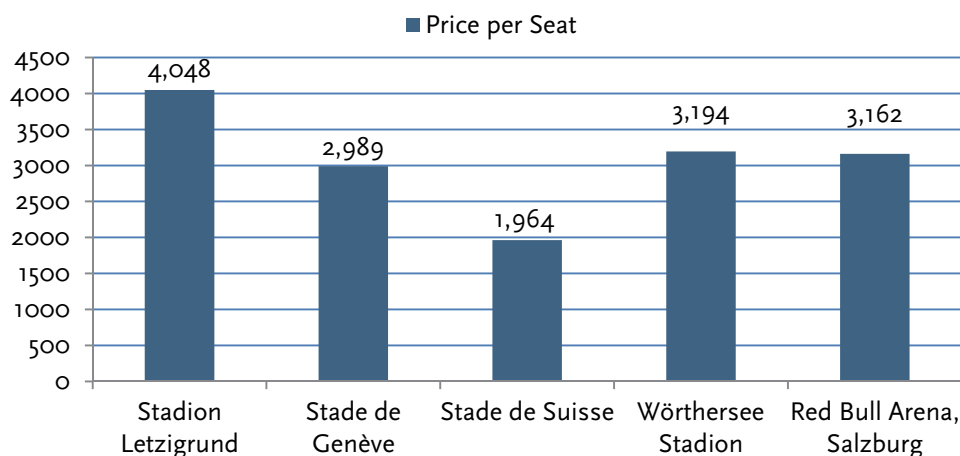 Price per Seat
4500
4000
3500
3000
2500
2000
1500
1000
500
0
4,048
2,989
1,964
3,194
3,162
Stadion
Letzigrund
Stade de
Genève
Stade de Suisse
Wörthersee
Stadion
Red Bull Arena,
Salzburg